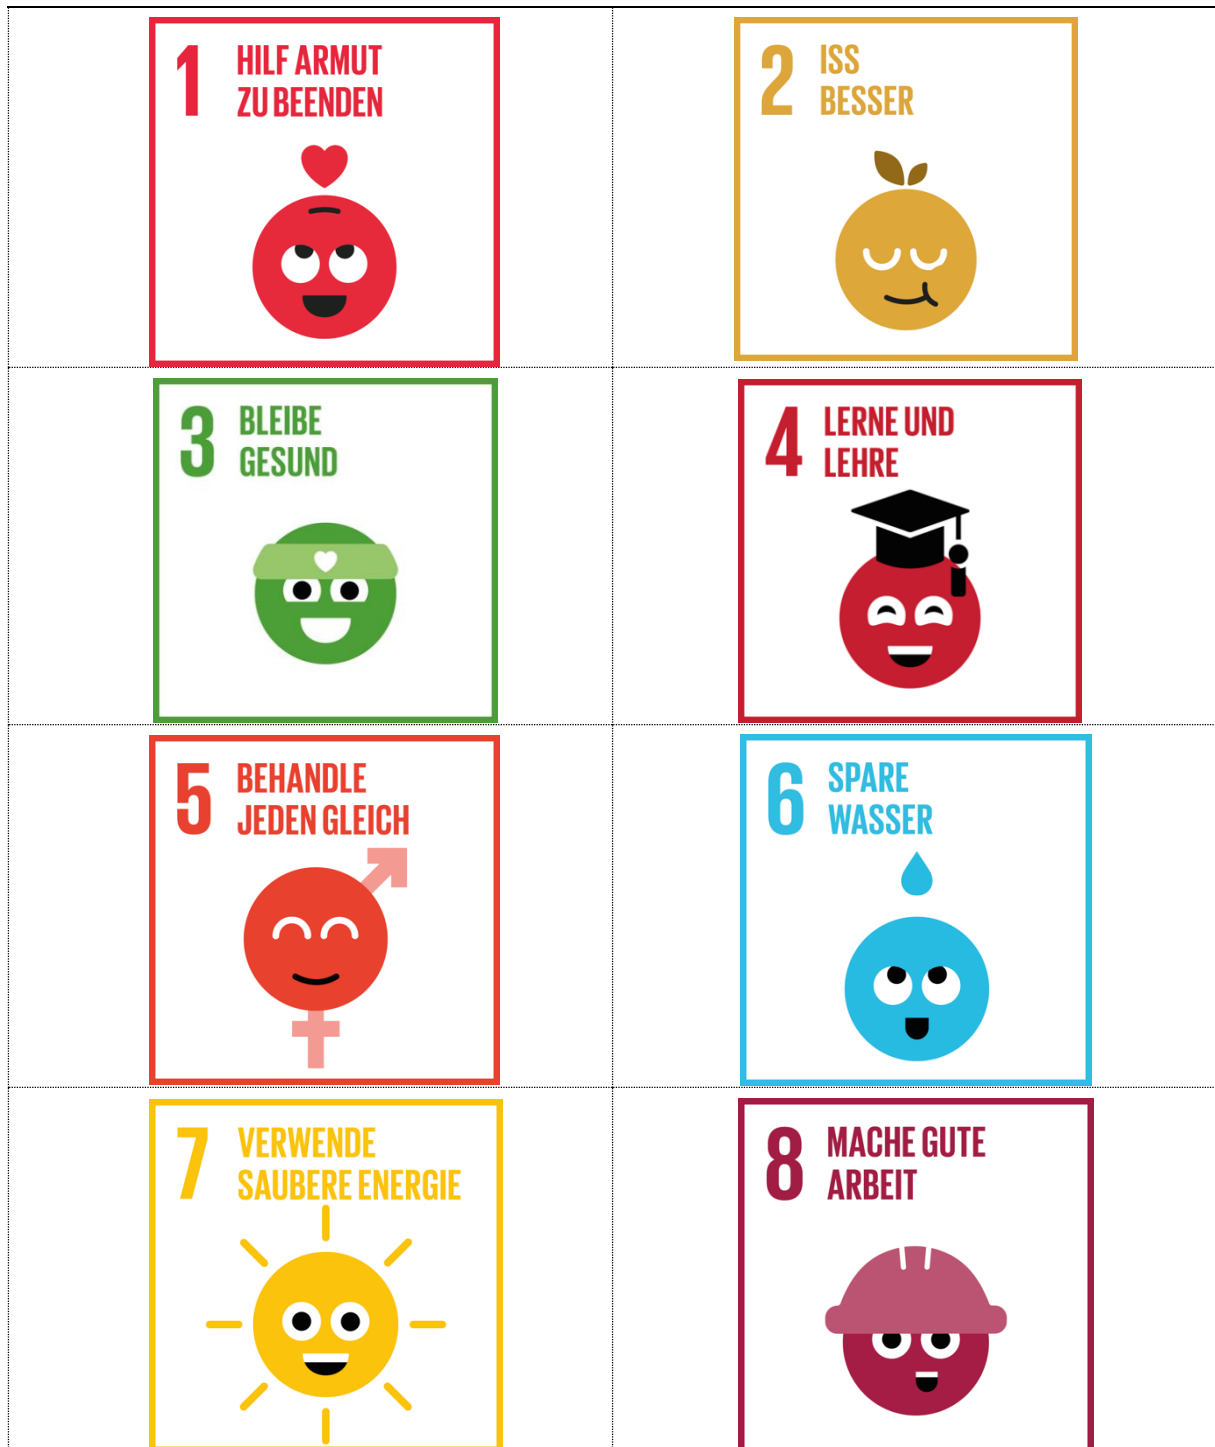 1 HILF ARMUT
ZU BEENDEN
2 ISS
BESSER
3 BLEIBE
GESUND
4 LERNE UND
LEHRE
5 BEHANDLE
JEDEN GLEICH
6 SPARE
WASSER
7 VERWENDE
SAUBERE ENERGIE
8 MACHE GUTE
ARBEIT